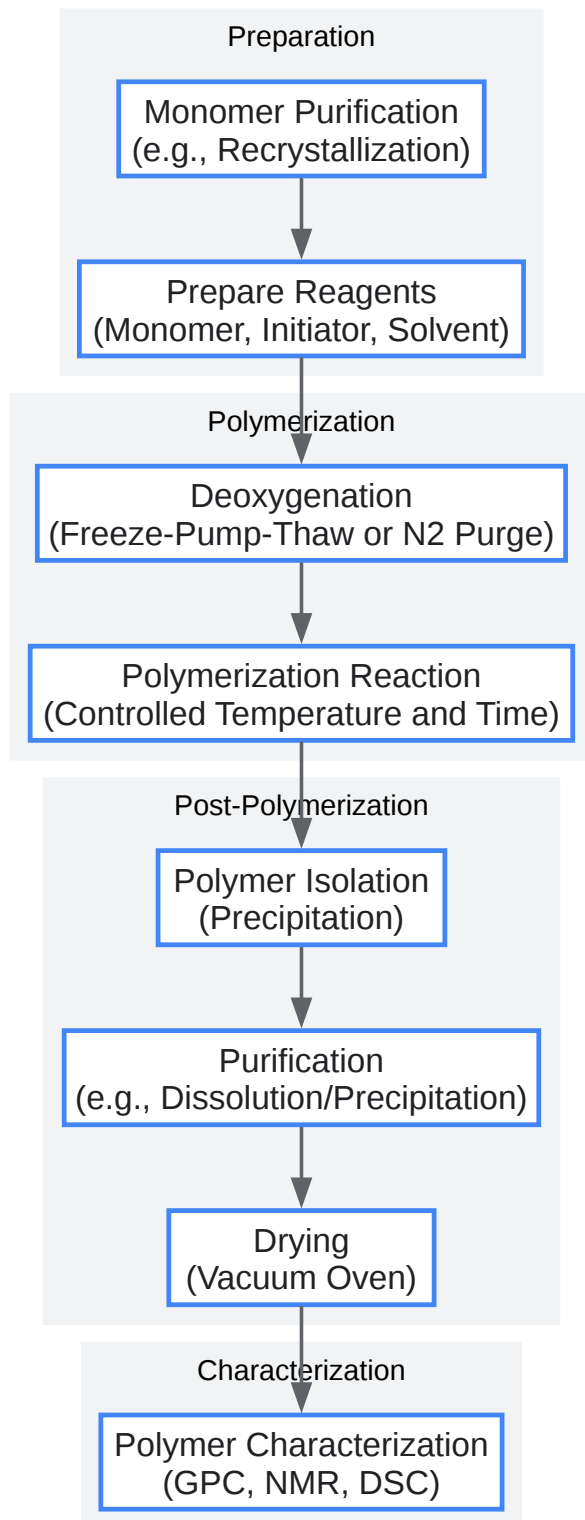 Preparation
Monomer Purification
(e.g., Recrystallization)
Prepare Reagents
(Monomer, Initiator, Solvent)
Polymerization
Deoxygenation
(Freeze-Pump-Thaw or N2 Purge)
Polymerization Reaction
(Controlled Temperature and Time)
Post-Polymerization
Polymer Isolation
(Precipitation)
Purification
(e.g., Dissolution/Precipitation)
Drying
(Vacuum Oven)
Characterization
Polymer Characterization
(GPC, NMR, DSC)